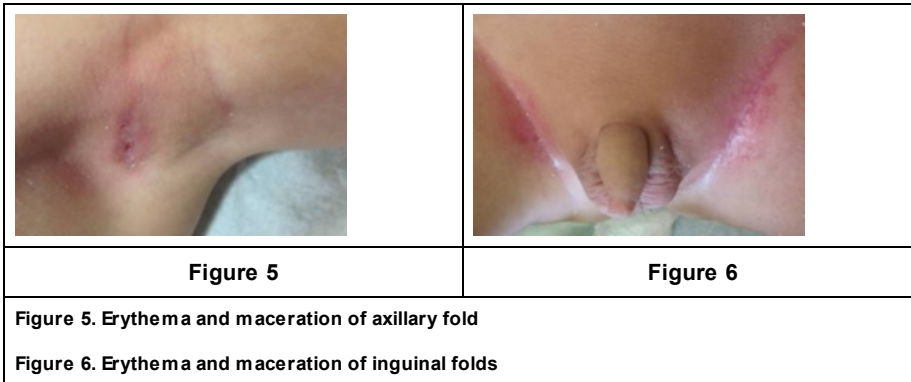 Figure 5
Figure 6
Figure 5. Erythema and maceration of axillary fold
Figure 6. Erythema and maceration of inguinal folds